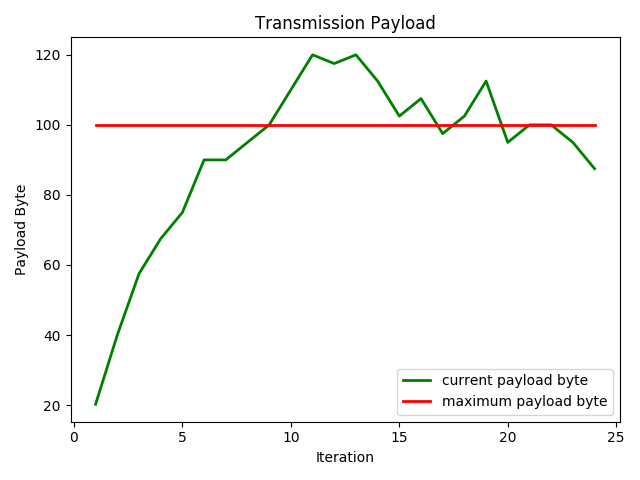 Transmission Payload
120
100
80
60
40
20
Payload Byte
0
5
10
15
20
25
Iteration
current payload byte
maximum payload byte